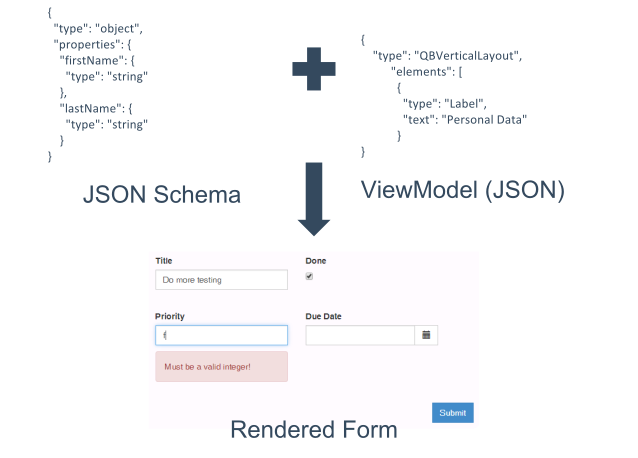 {
"type": "object",
"properties": {
"firstName": {
"type": "string"
},
"lastName": {
"type": "string"
}
}
JSON Schema
{
"type": "QBVerticalLayout",
"elements": [
{
"type": "Label",
"text": "Personal Data"
}
}
ViewModel (JSON)
Title
Done
Do more testing
Priority
Due Date
Must be a valid integer!
Submit
Rendered Form